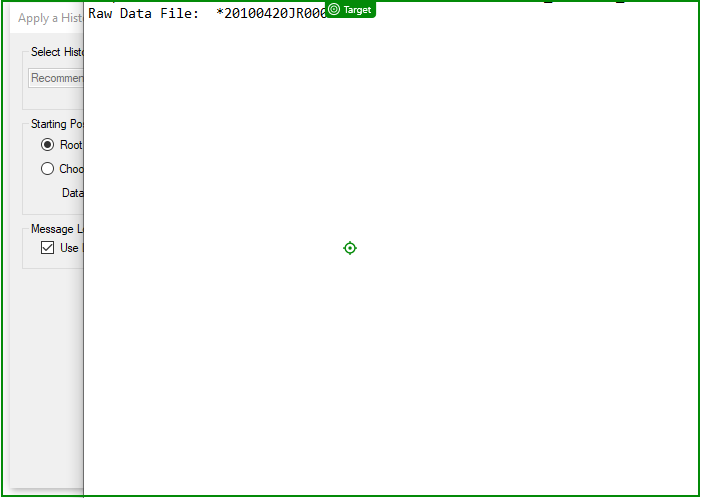 Apply a Hist
Raw Data File: *20100420JR000
Target
Select Histo
Recommen
Starting Po
Root
Choo
Data
Message L
Use